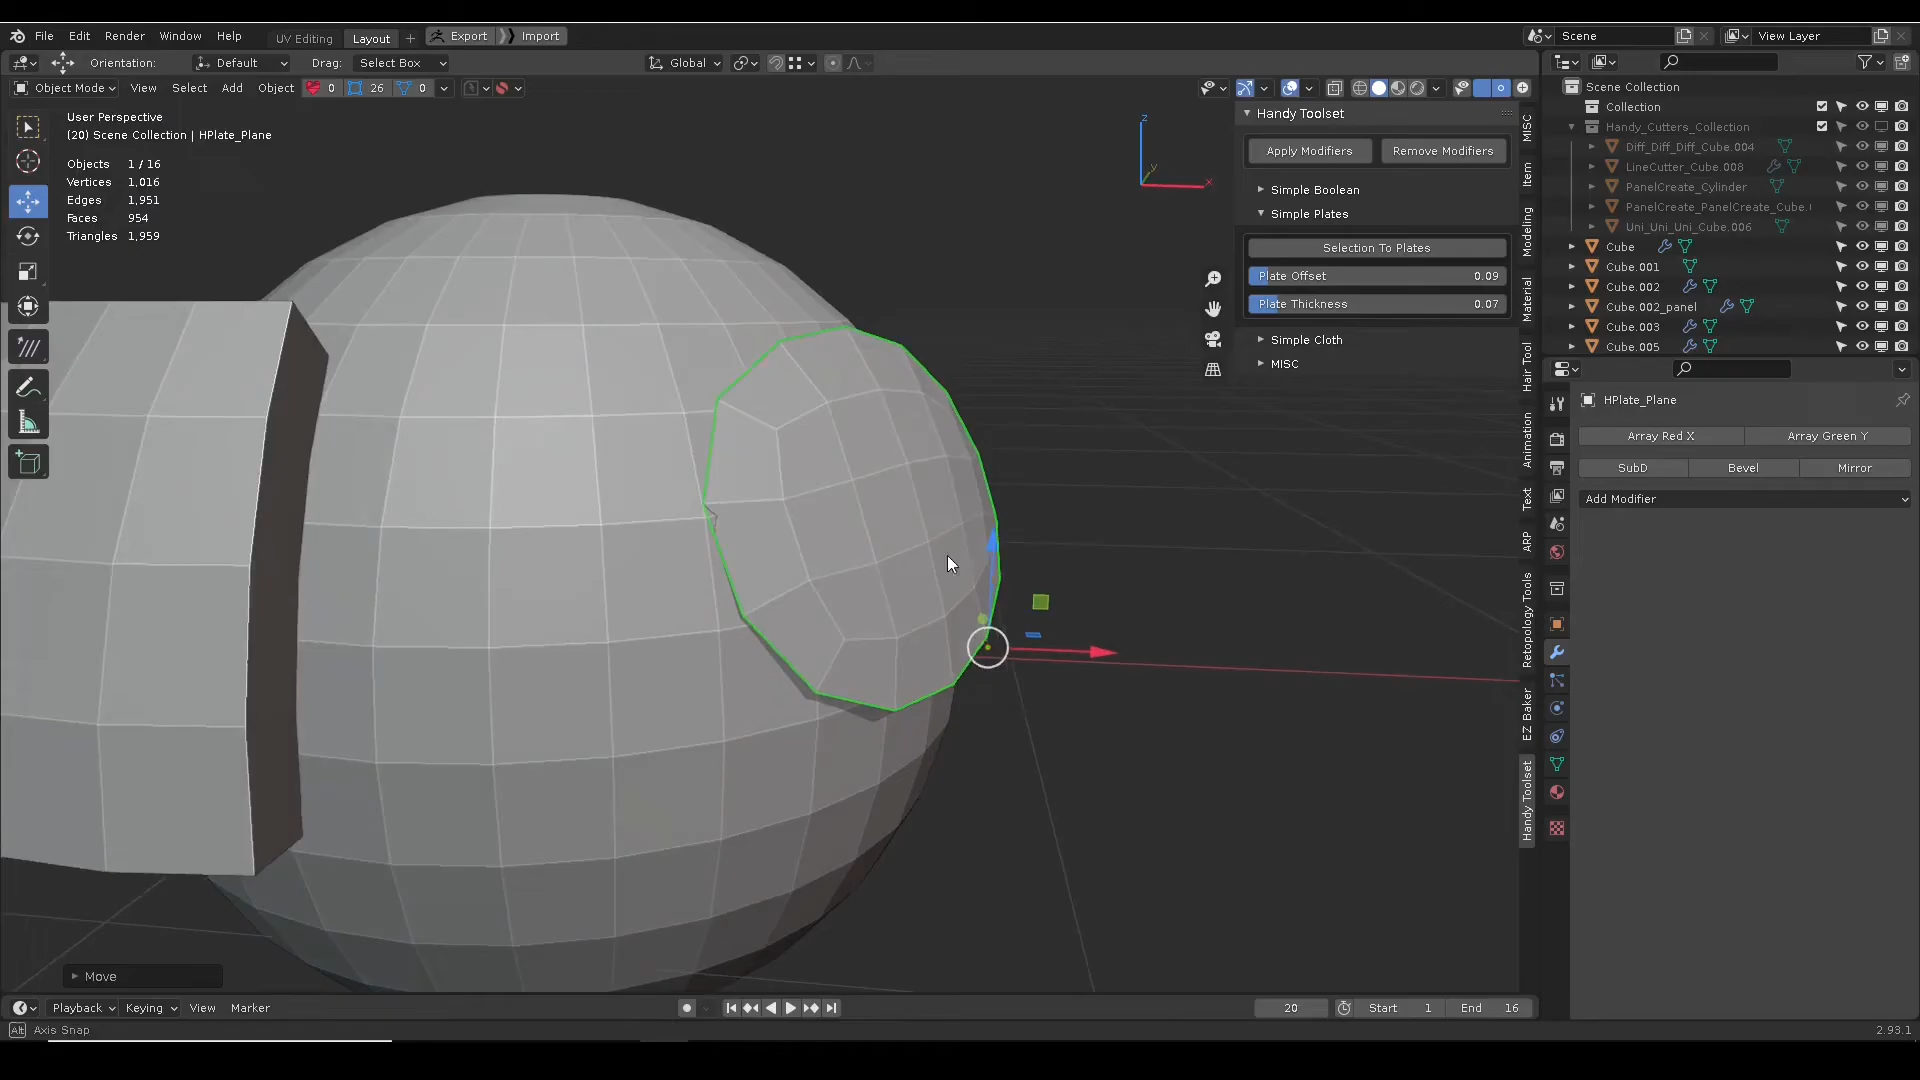 File Edit Render Window Help UV Editing Layout + Export Import Scene View Layer
Orientation: Default Drag: Select Box Global
Object Mode View Select Add Object 0 26 0
User Perspective
(20) Scene Collection | HPlate_Plane
Objects 1 / 16
Vertices 1,016
Edges 1,951
Faces 954
Triangles 1,959
Z
Y
X
Handy Toolset
Apply Modifiers Remove Modifiers
Simple Boolean
Simple Plates
Selection To Plates
Plate Offset 0.09
Plate Thickness 0.07
Simple Cloth
MISC
MISC
Item
Modeling
Material
Hair Tool
Animation
Text
ARP
Retopology Tools
EZ Baker
Handy Toolset
Scene Collection
Collection
Handy_Cutters_Collection
Diff_Diff_Diff_Cube.004
LineCutter_Cube.008
PanelCreate_Cylinder
PanelCreate_PanelCreate_Cube.
Uni_Uni_Uni_Cube.006
Cube
Cube.001
Cube.002
Cube.002_panel
Cube.003
Cube.005
HPlate_Plane
Array Red X Array Green Y
SubD Bevel Mirror
Add Modifier
Move
Playback Keying View Marker 20 Start 1 End 16
Alt Axis Snap 2.93.1